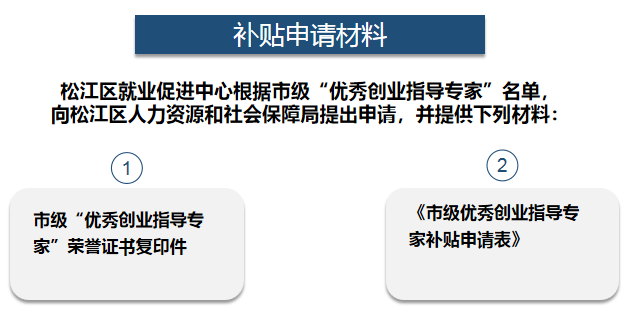 补贴申请材料
松江区就业促进中心根据市级“优秀创业指导专家”名单，
向松江区人力资源和社会保障局提出申请，并提供下列材料：
1
2
市级“优秀创业指导专
家”荣誉证书复印件
《市级优秀创业指导专
家补贴申请表》